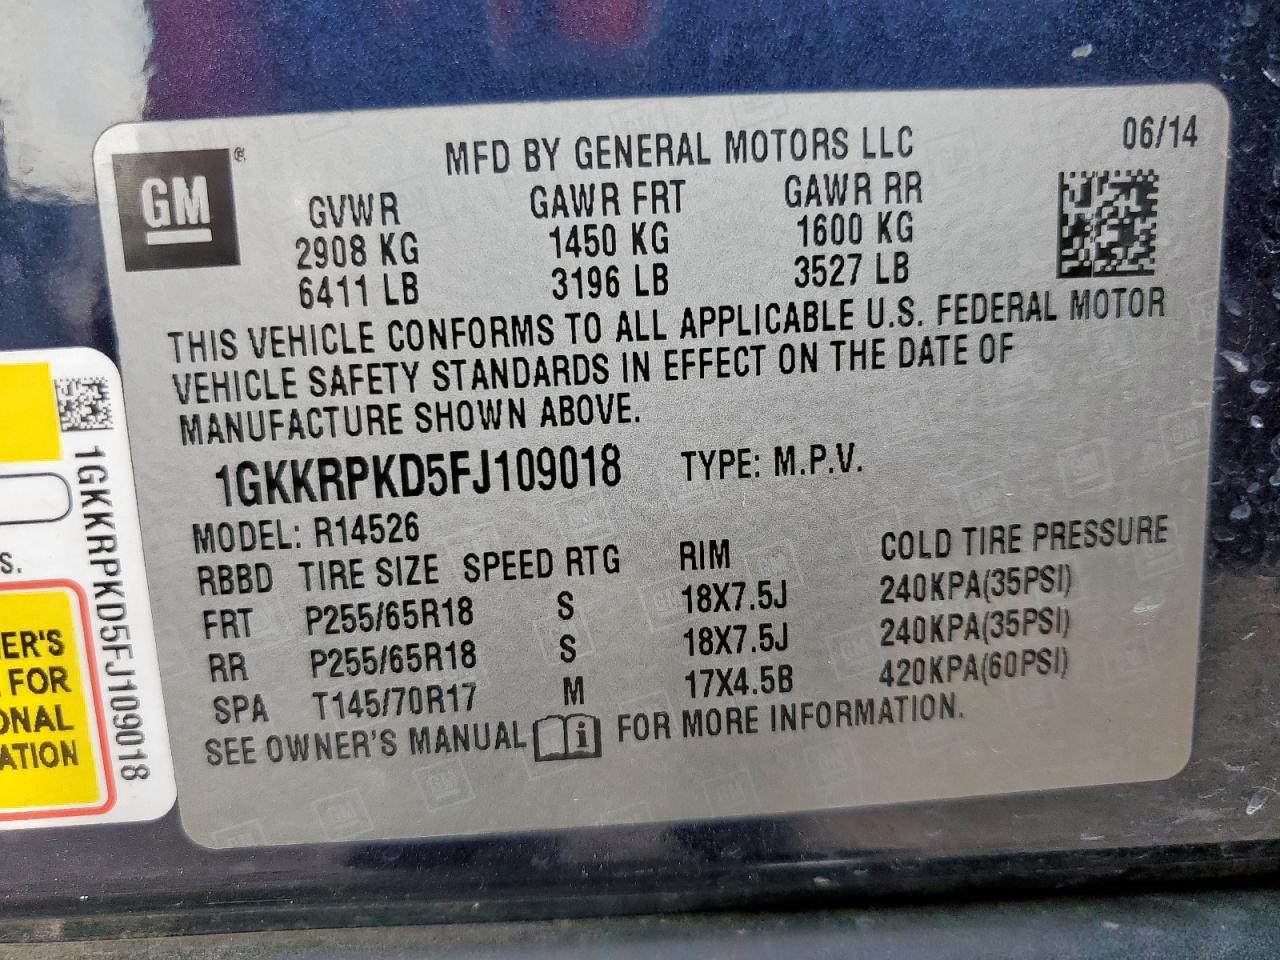 GM ®
MFD BY GENERAL MOTORS LLC
06/14
GVWR GAWR FRT GAWR RR
2908 KG 1450 KG 1600 KG
6411 LB 3196 LB 3527 LB
THIS VEHICLE CONFORMS TO ALL APPLICABLE U.S. FEDERAL MOTOR
VEHICLE SAFETY STANDARDS IN EFFECT ON THE DATE OF
MANUFACTURE SHOWN ABOVE.
1GKKRPKD5FJ109018 TYPE: M.P.V.
MODEL: R14526
RBBD TIRE SIZE SPEED RTG RIM COLD TIRE PRESSURE
FRT P255/65R18 S 18X7.5J 240KPA(35PSI)
RR P255/65R18 S 18X7.5J 240KPA(35PSI)
SPA T145/70R17 M 17X4.5B 420KPA(60PSI)
SEE OWNER'S MANUAL i FOR MORE INFORMATION.
1GKKRPKD5FJ109018
S.
ER'S
FOR
ONAL
ATION